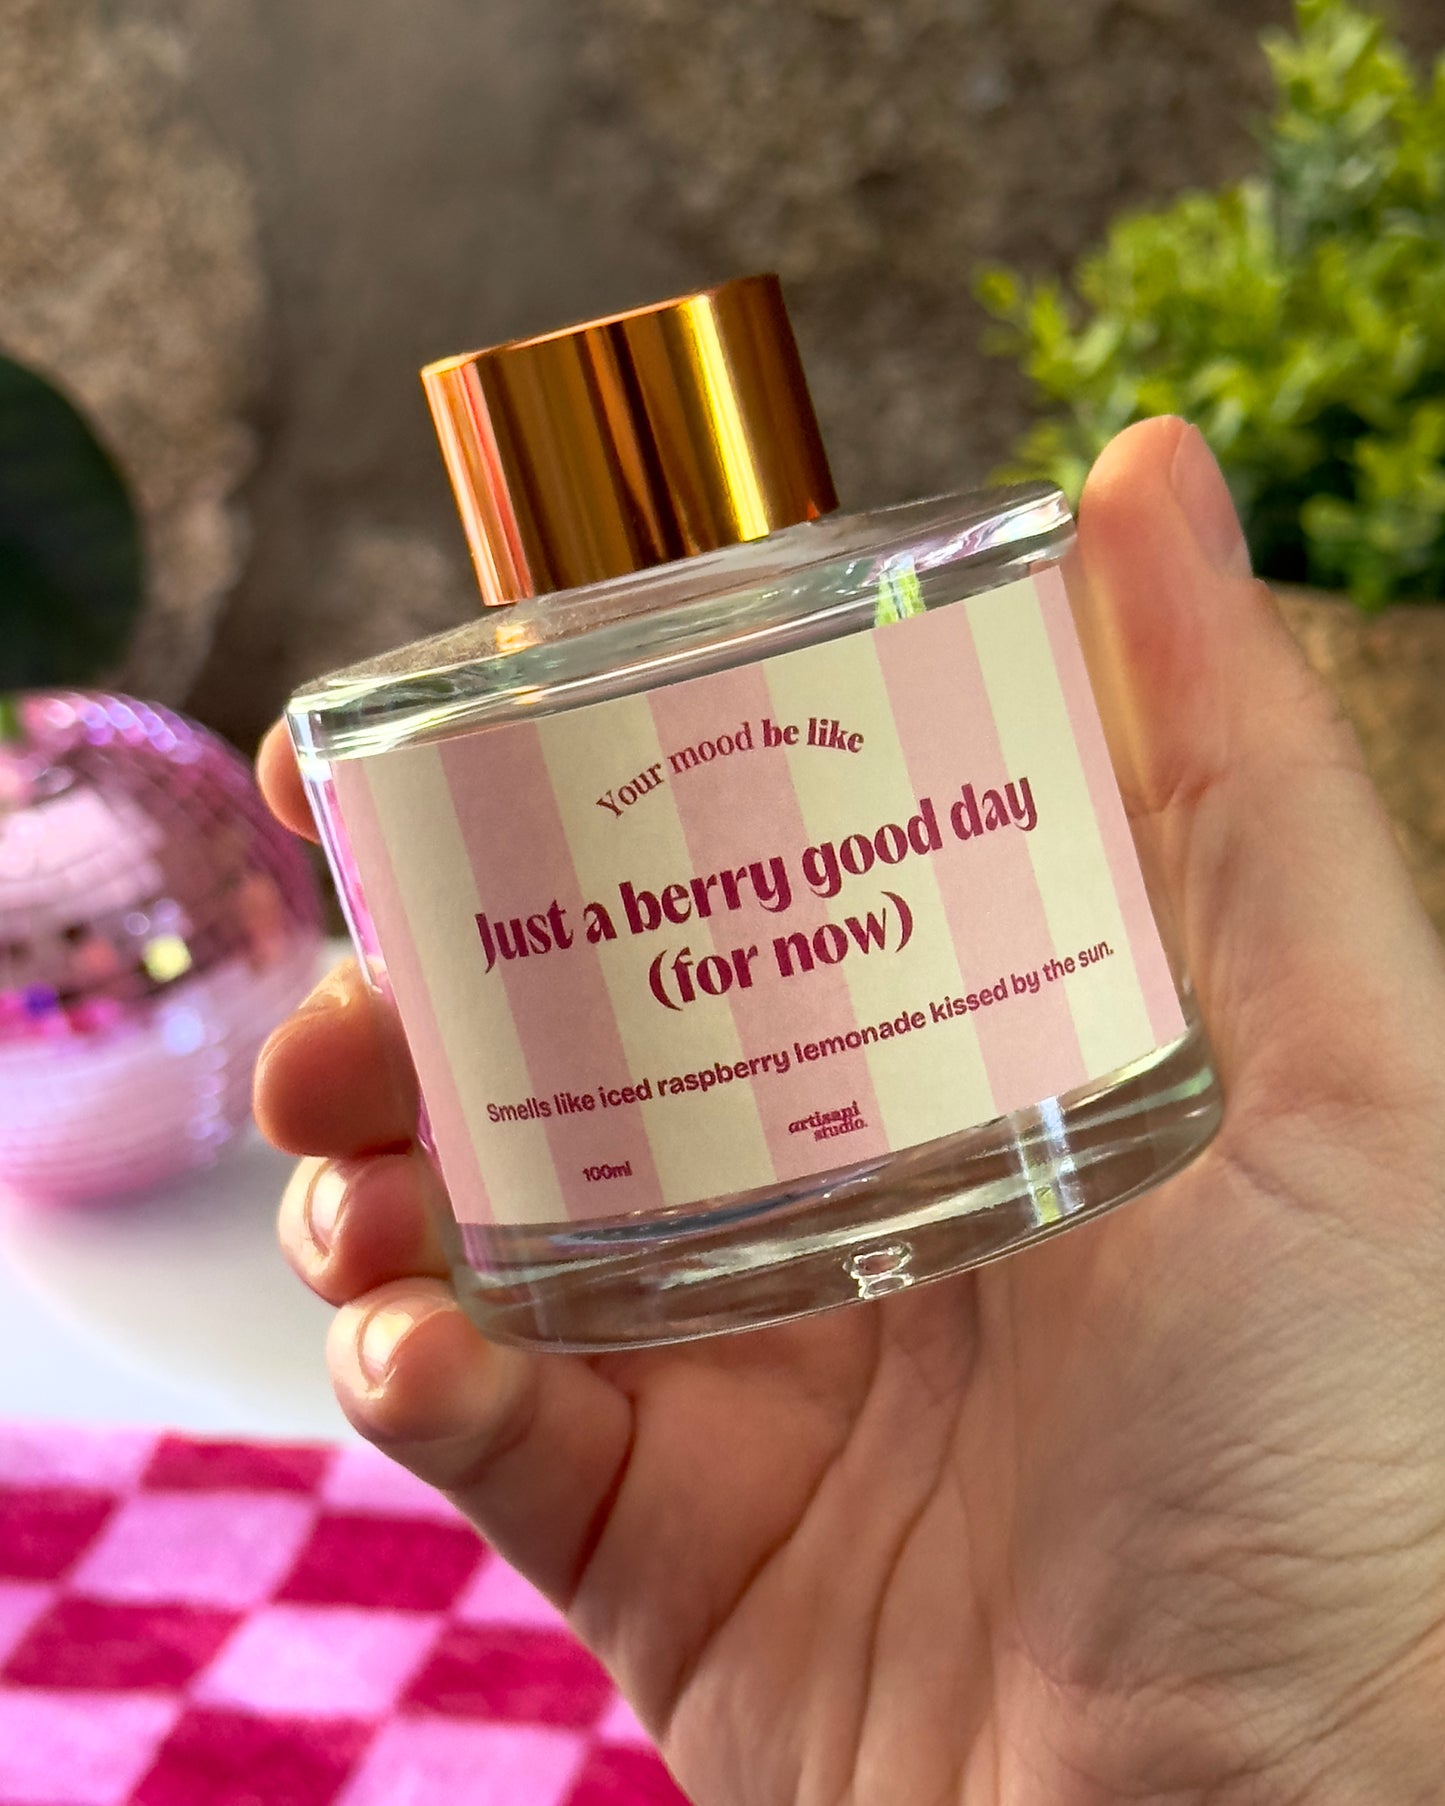 Your mood be like
Just a berry good day
(for now)
Smells like iced raspberry lemonade kissed by the sun.
artisani
studio.
100ml